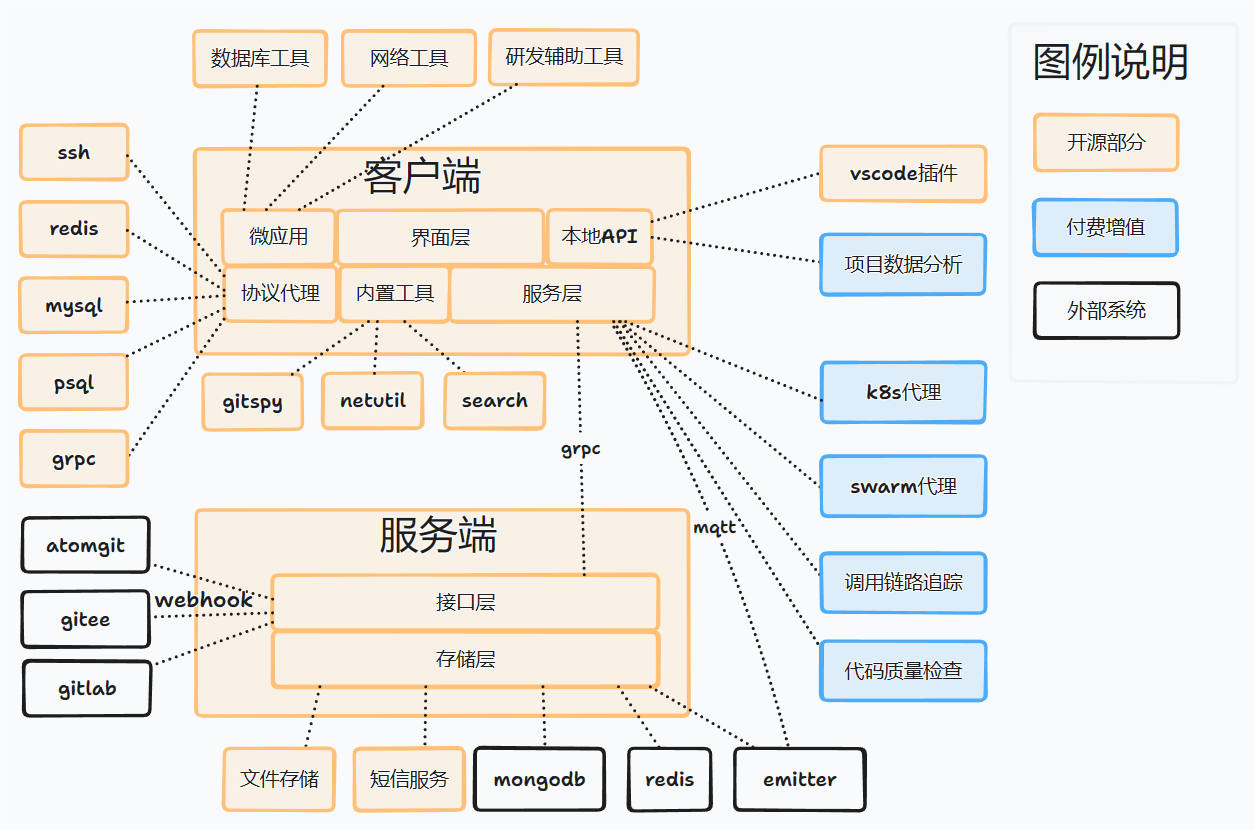 数据库工具
网络工具
研发辅助工具
图例说明
开源部分
付费增值
外部系统
ssh
redis
mysql
psql
grpc
客户端
微应用
界面层
本地API
协议代理
内置工具
服务层
vscode插件
项目数据分析
gitspy
netutil
search
k8s代理
swarm代理
调用链路追踪
代码质量检查
grpc
mqtt
atomgit
gitee
gitlab
webhook
服务端
接口层
存储层
文件存储
短信服务
mongodb
redis
emitter